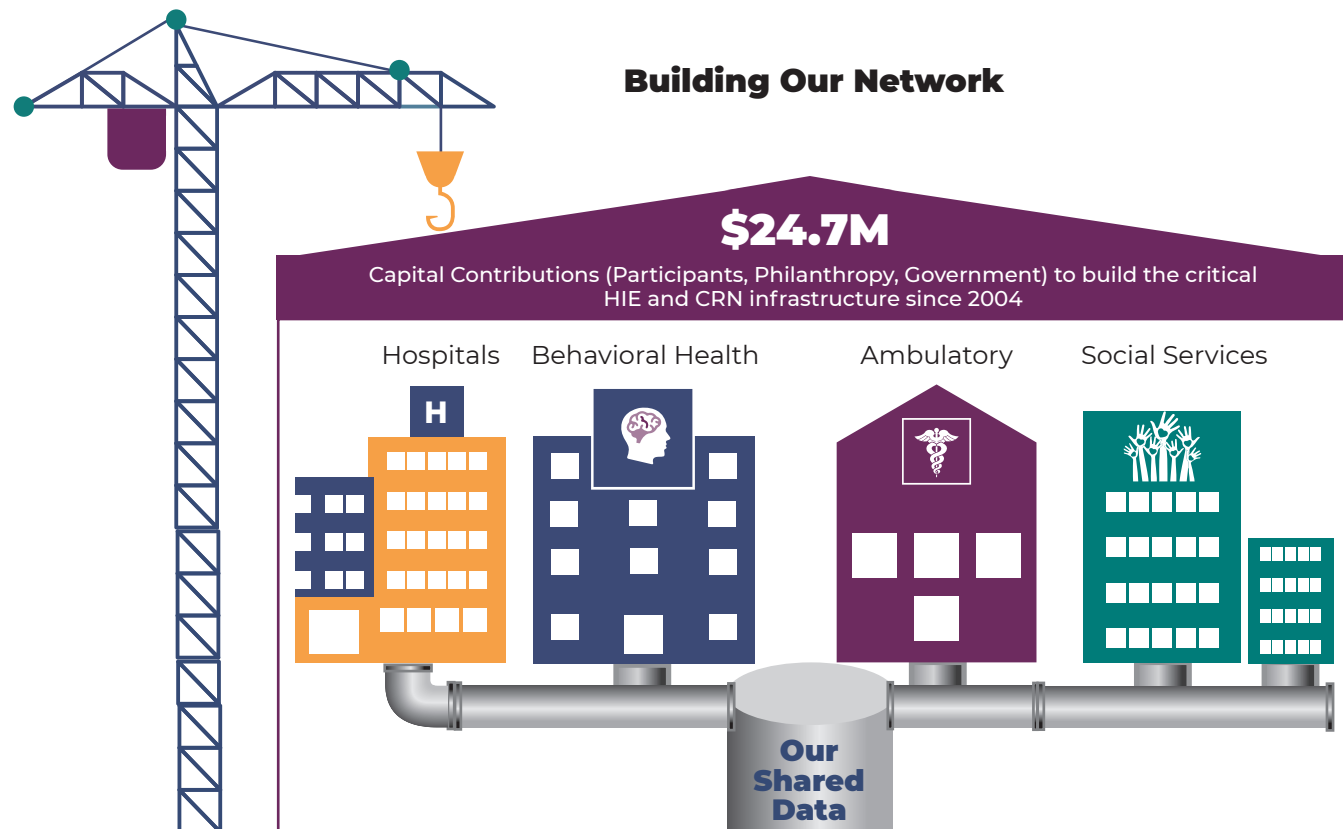 Building Our Network
$24.7M
Capital Contributions (Participants, Philanthropy, Government) to build the critical
HIE and CRN infrastructure since 2004
Hospitals
Behavioral Health
Ambulatory
Social Services
H
Our
Shared
Data